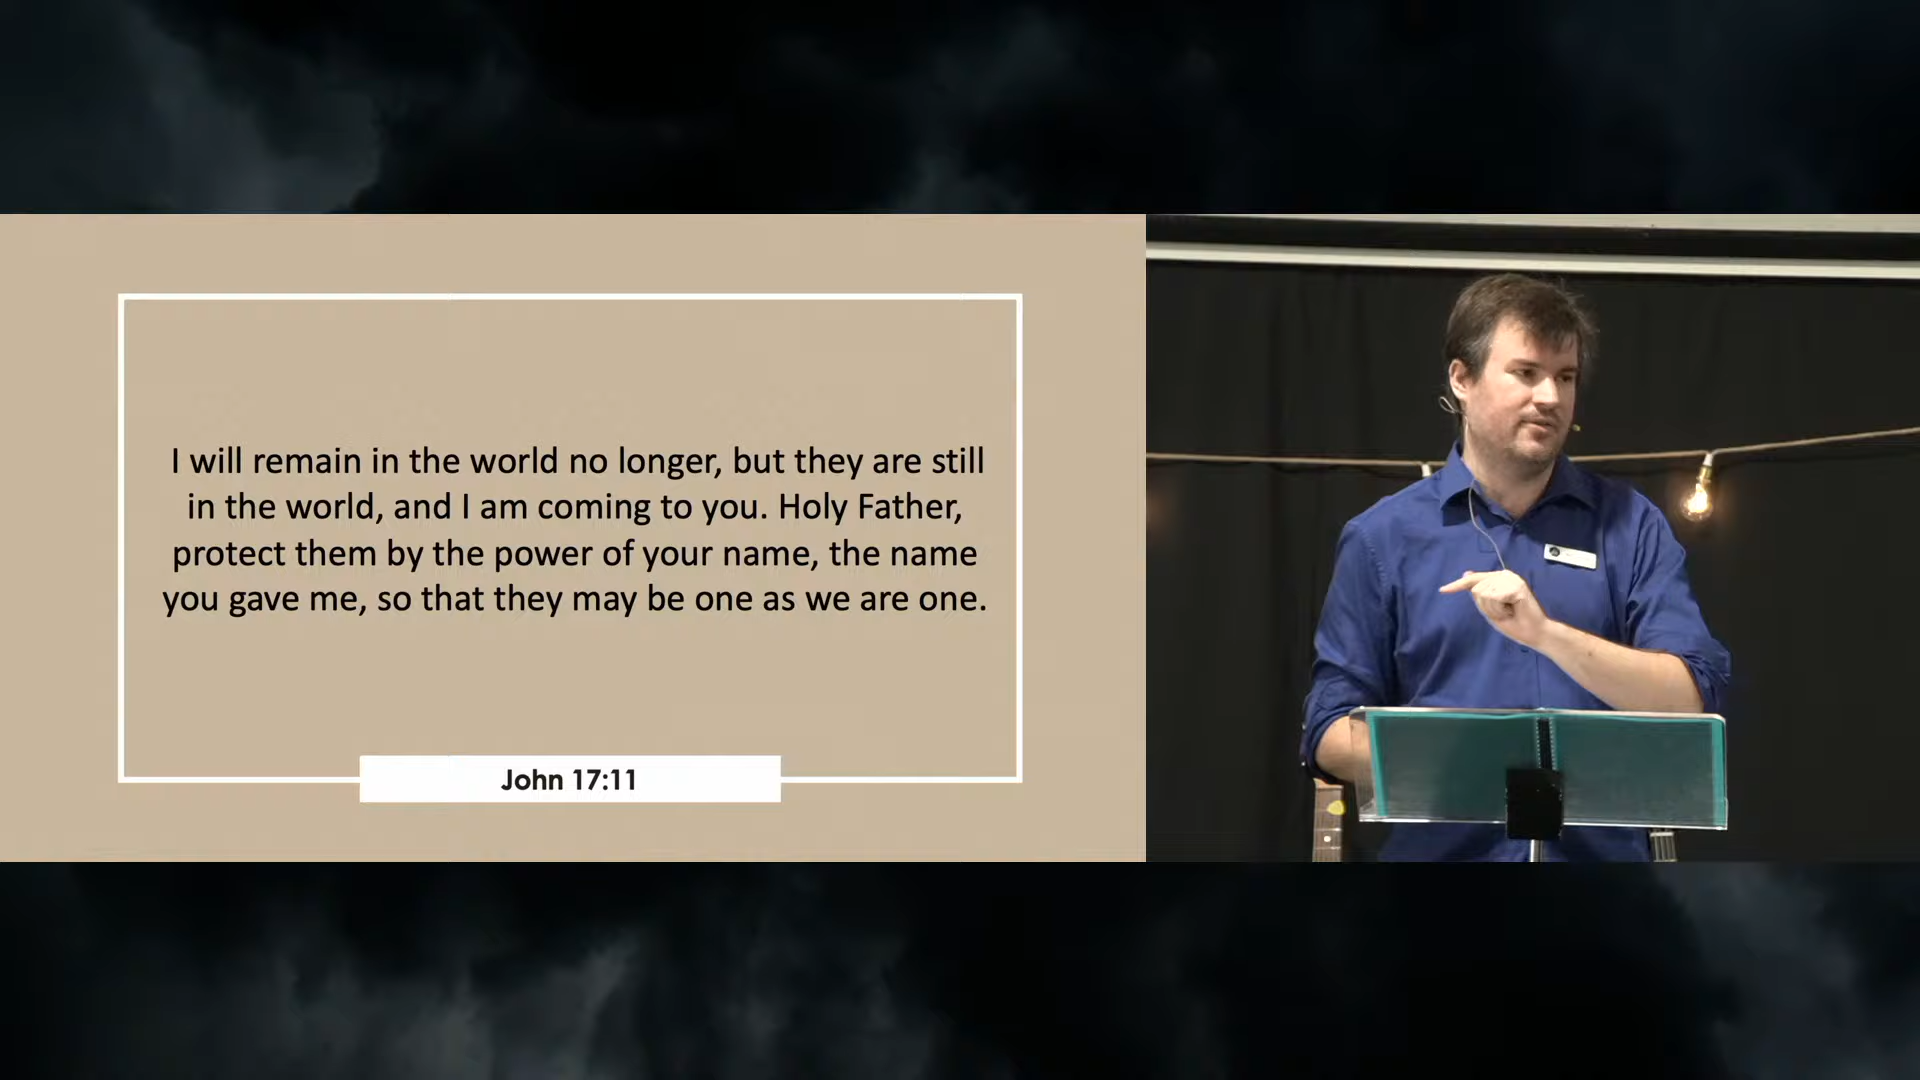 I will remain in the world no longer, but they are still
in the world, and I am coming to you. Holy Father,
protect them by the power of your name, the name
you gave me, so that they may be one as we are one.
John 17:11